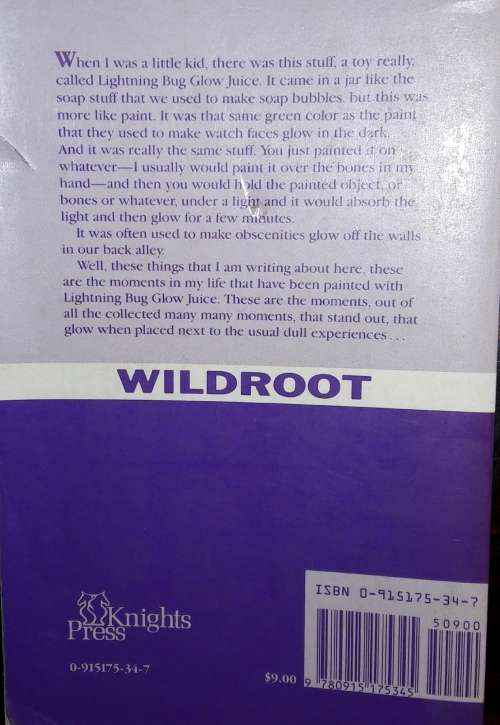 When I was a little kid, there was this stuff, a toy really,
called Lightning Bug Glow Juice. It came in a jar like the
soap stuff that we used to make soap bubbles, but this was
more like paint. It was that same green color as the paint
that they used to make watch faces glow in the dark.
And it was really the same stuff. You just painted it on
whatever—I usually would paint it over the bones in my
hand—and then you would hold the painted object, or
bones or whatever, under a light and it would absorb the
light and then glow for a few minutes.
It was often used to make obscenities glow off the walls
in our back alley.
Well, these things that I am writing about here, these
are the moments in my life that have been painted with
Lightning Bug Glow Juice. These are the moments, out of
all the collected many many moments, that stand out, that
glow when placed next to the usual dull experiences...
WILDROOT
Knights
Press
0-915175-34-7
$9.00
ISBN 0-915175-34-7
50900
9 780915 175345